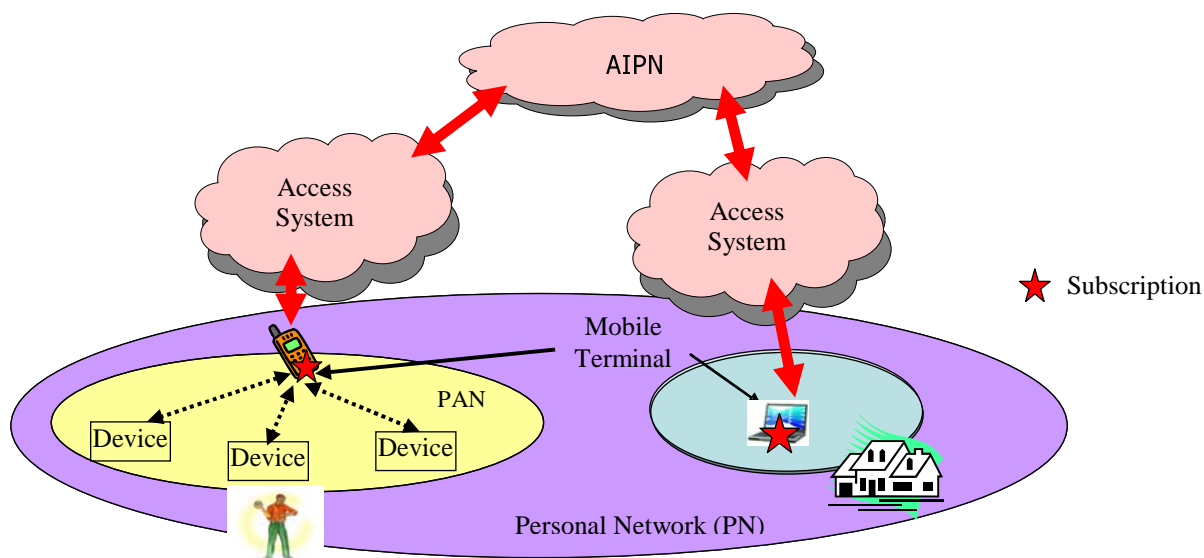 AIPN
Access
System
Access
System
Subscription
Mobile
Terminal
PAN
Device
Device
Device
Personal Network (PN)